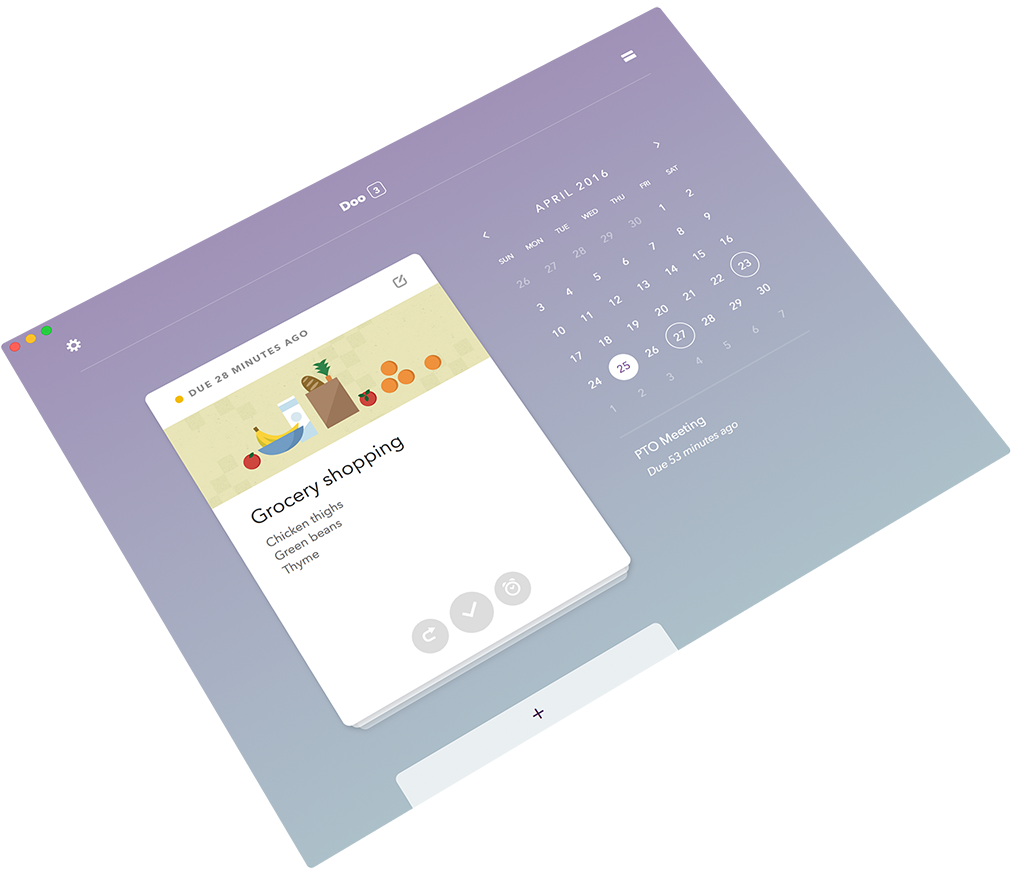 Doo 3
DUE 28 MINUTES AGO
Grocery shopping
Chicken thighs
Green beans
Thyme
APRIL 2016
SUN MON TUE WED THU FRI SAT
26 27 28 29 30 1 2
3 4 5 6 7 8 9
10 11 12 13 14 15 16
17 18 19 20 21 22 23
24 25 26 27 28 29 30
1 2 3 4 5 6 7
PTO Meeting
Due 53 minutes ago